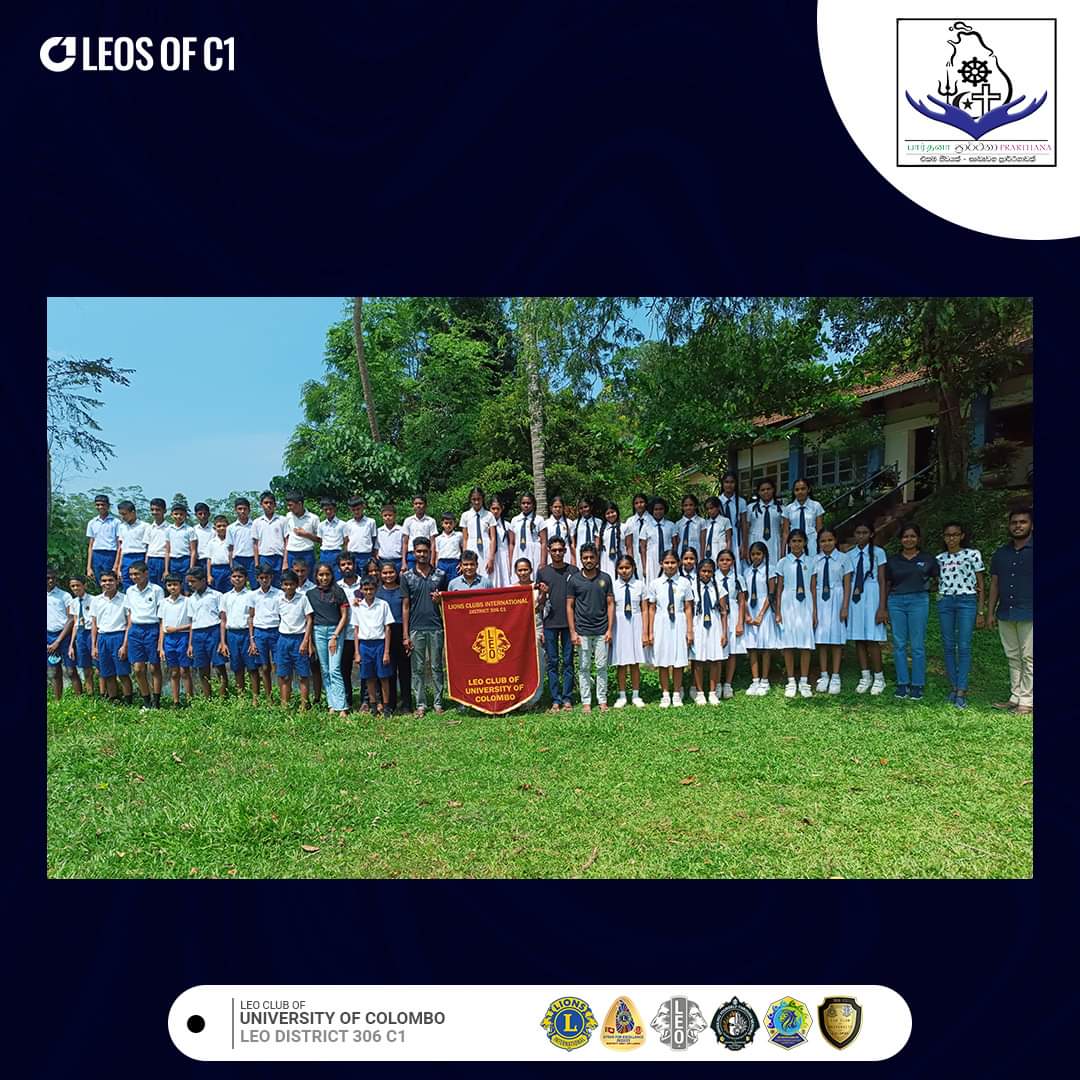 LEOS OF C1
பார்தனா ප්‍රාර්ථනා PRARTHANA
LIONS CLUBS INTERNATIONAL
DISTRICT 306 C1
LEO
LEO CLUB OF
UNIVERSITY OF
COLOMBO
LEO CLUB OF
UNIVERSITY OF COLOMBO
LEO DISTRICT 306 C1
LIONS
L
INTERNATIONAL
LEO